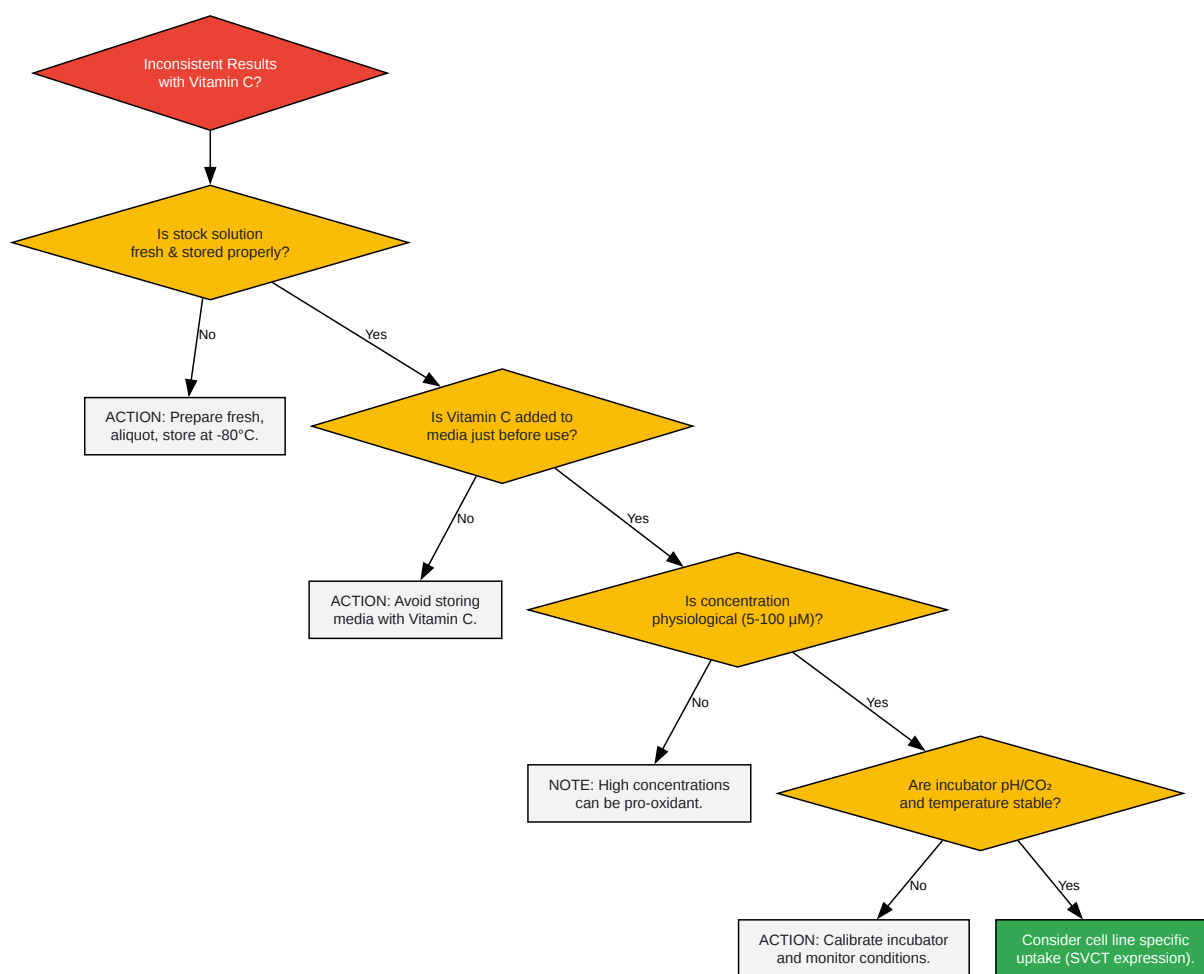 Inconsistent Results
with Vitamin C?
Is stock solution
fresh & stored properly?
No
Yes
ACTION: Prepare fresh,
aliquot, store at -80°C.
Is Vitamin C added to
media just before use?
No
Yes
ACTION: Avoid storing
media with Vitamin C.
Is concentration
physiological (5-100 µM)?
No
Yes
NOTE: High concentrations
can be pro-oxidant.
Are incubator pH/CO₂
and temperature stable?
No
Yes
ACTION: Calibrate incubator
and monitor conditions.
Consider cell line specific
uptake (SVCT expression).